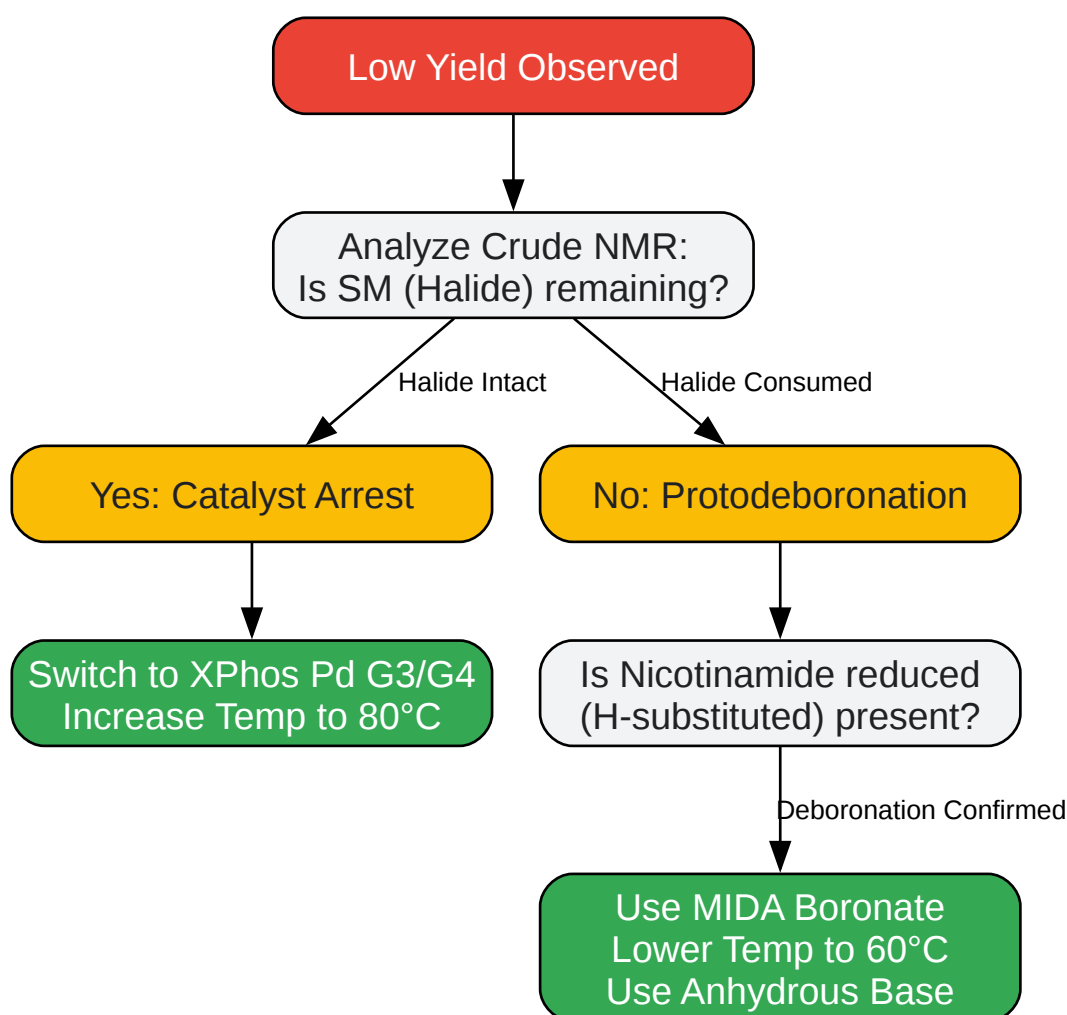 Low Yield Observed
Analyze Crude NMR:
Is SM (Halide) remaining?
Halide Intact
Halide Consumed
Yes: Catalyst Arrest
No: Protodeboronation
Switch to XPhos Pd G3/G4
Increase Temp to 80°C
Is Nicotinamide reduced
(H-substituted) present?
Deboronation Confirmed
Use MIDA Boronate
Lower Temp to 60°C
Use Anhydrous Base